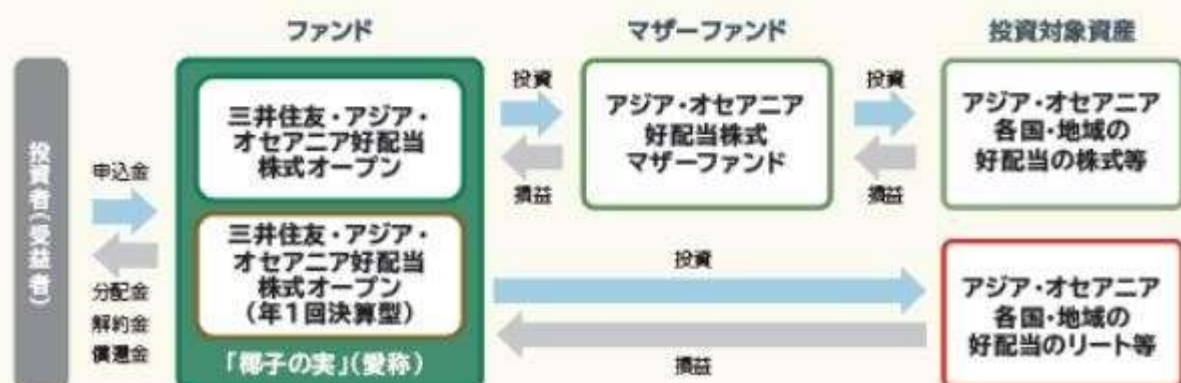 ファンド
マザーファンド
投資対象資産
投資者(受益者)
申込金
分配金
解約金
償還金
三井住友・アジア・
オセアニア好配当
株式オープン
三井住友・アジア・
オセアニア好配当
株式オープン
(年1回決算型)
「椰子の実」(愛称)
投資
損益
アジア・オセアニア
好配当株式
マザーファンド
投資
損益
アジア・オセアニア
各国・地域の
好配当の株式等
投資
損益
アジア・オセアニア
各国・地域の
好配当のリート等